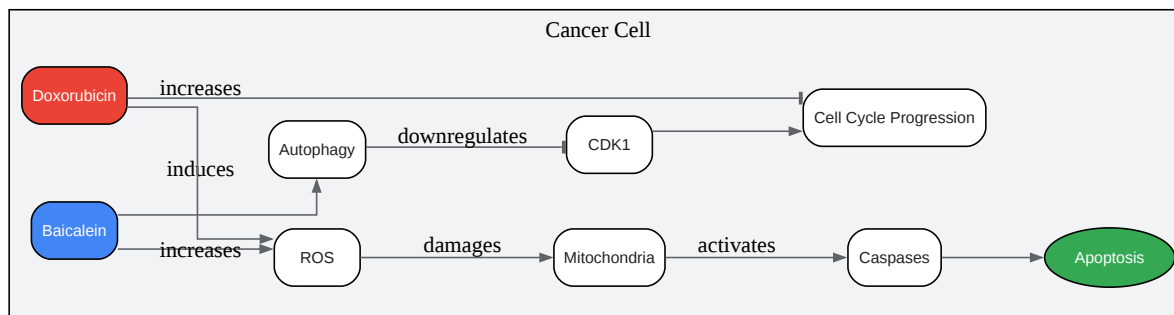 Cancer Cell
Doxorubicin
increases
Cell Cycle Progression
Autophagy
downregulates
CDK1
induces
Baicalein
increases
ROS
damages
Mitochondria
activates
Caspases
Apoptosis